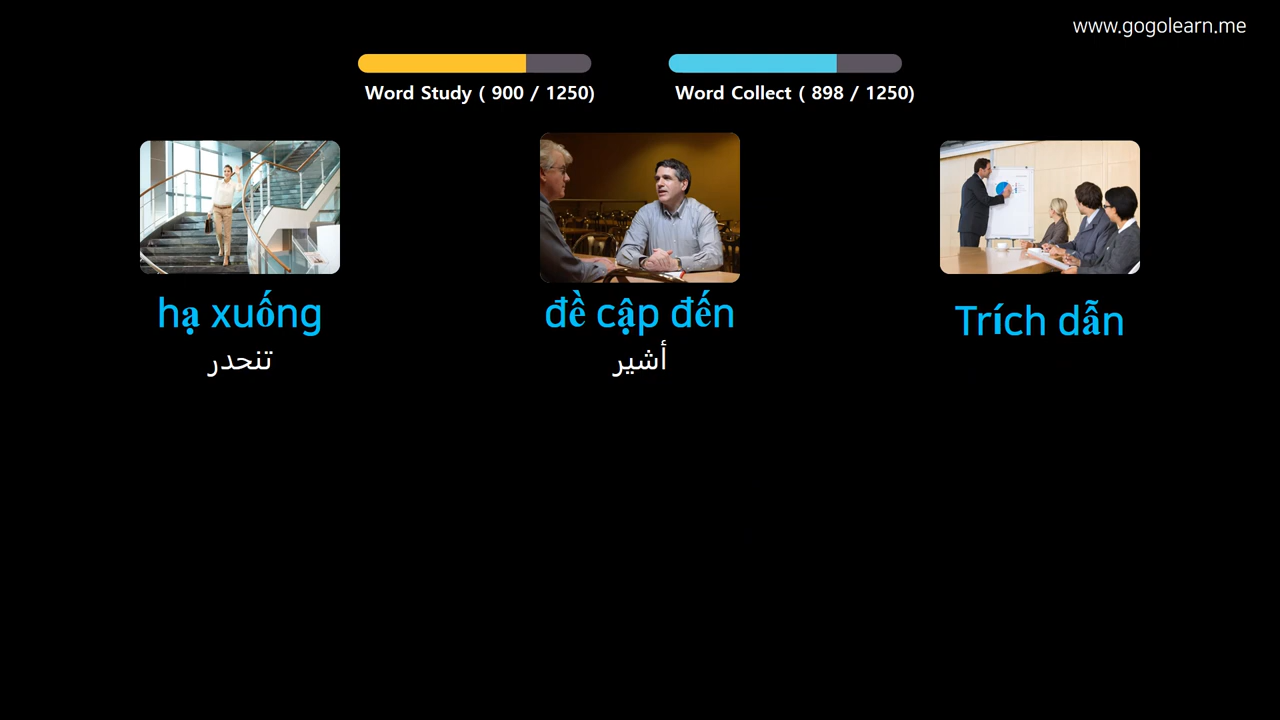 www.gogolearn.me
Word Study ( 900 / 1250)
Word Collect ( 898 / 1250)
hạ xuống
đề cập đến
Trích dẫn
تنحدر
أشير